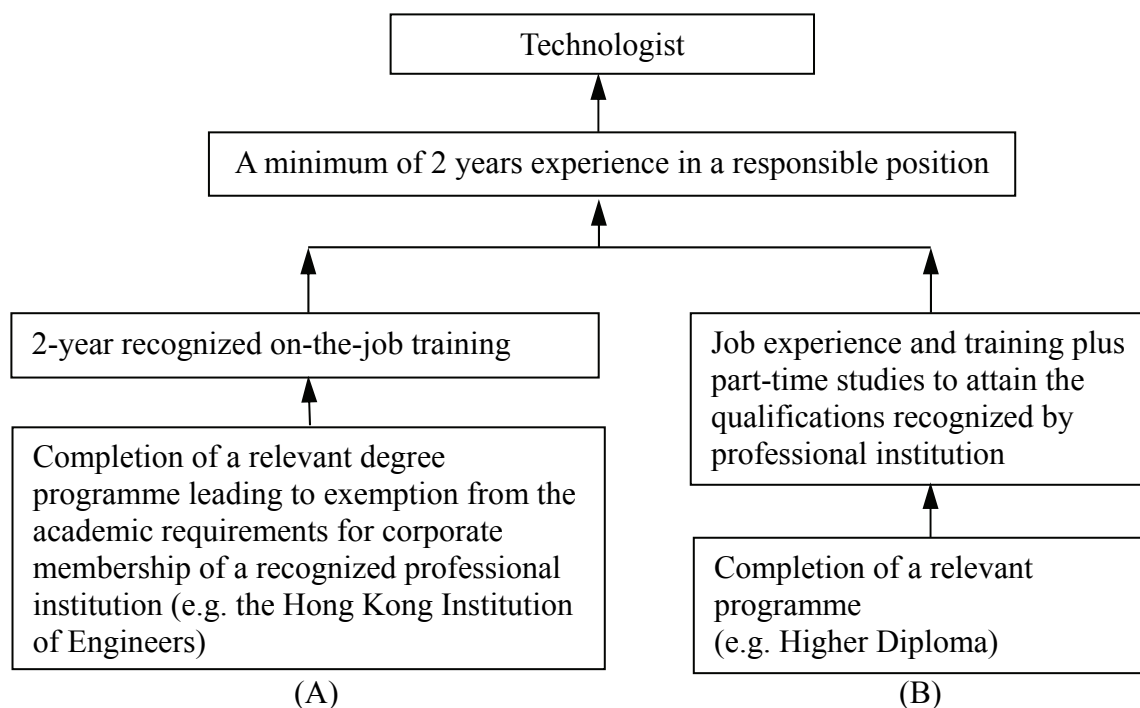 Technologist
A minimum of 2 years experience in a responsible position
2-year recognized on-the-job training
Completion of a relevant degree
programme leading to exemption from the
academic requirements for corporate
membership of a recognized professional
institution (e.g. the Hong Kong Institution
of Engineers)
(A)
Job experience and training plus
part-time studies to attain the
qualifications recognized by
professional institution
Completion of a relevant
programme
(e.g. Higher Diploma)
(B)